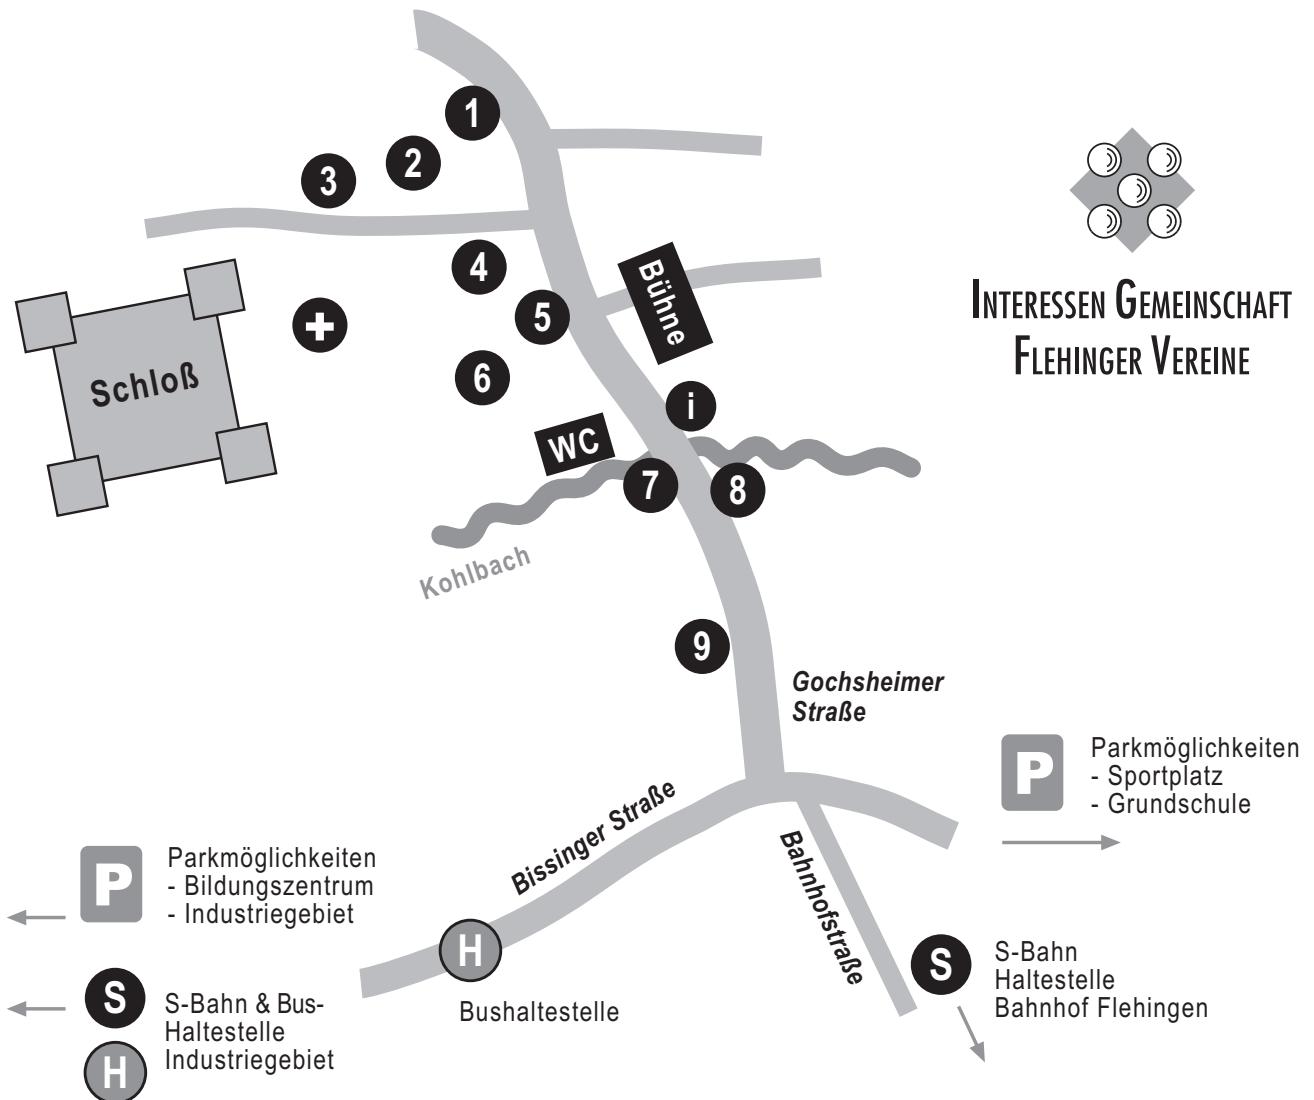 1
2
3
4
5
6
+
Bühne
Schloß
i
WC
7
8
Kohlbach
9
INTERESSEN GEMEINSCHAFT
FLEHINGER VEREINE
Gochsheimer
Straße
P
Parkmöglichkeiten
- Sportplatz
- Grundschule
Bissinger Straße
Bahnhofstraße
P
Parkmöglichkeiten
- Bildungszentrum
- Industriegebiet
H
Bushaltestelle
S
S-Bahn
Haltestelle
Bahnhof Flehingen
S
H
S-Bahn & Bus-
Haltestelle
Industriegebiet